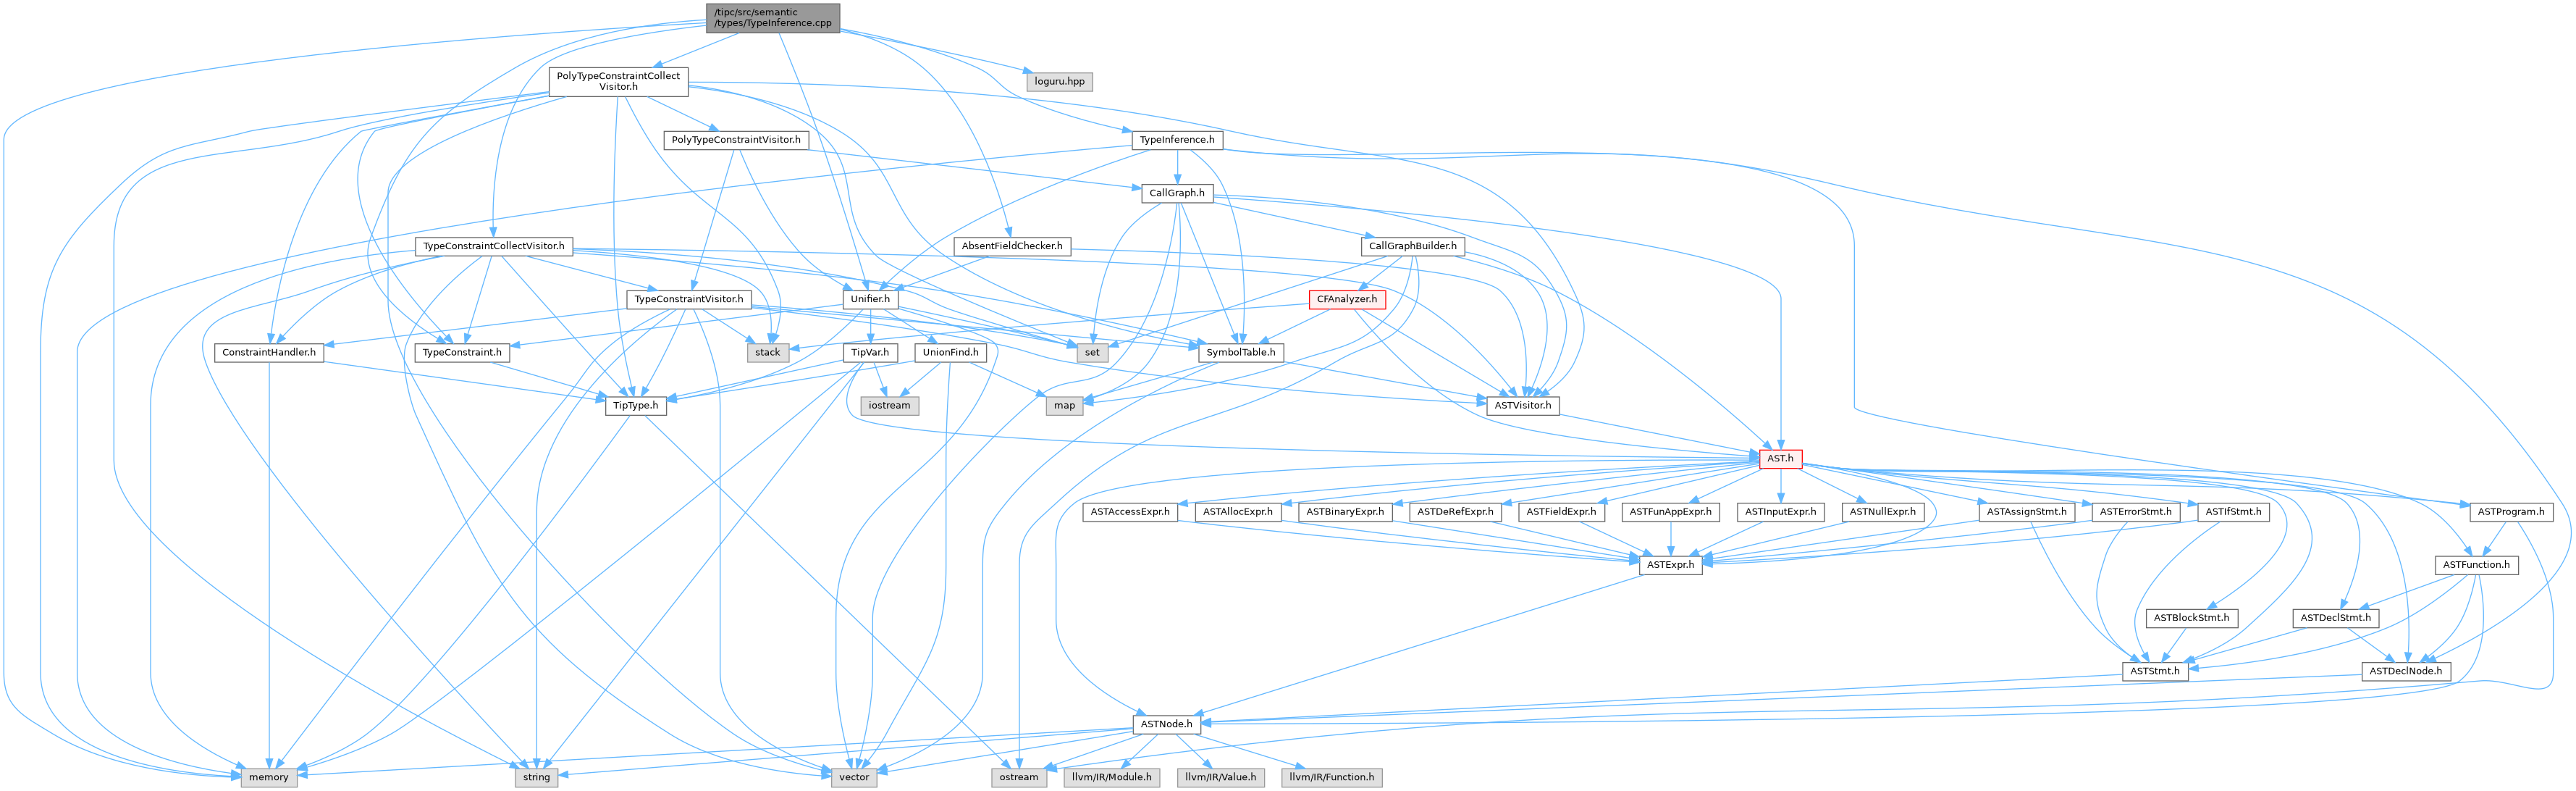 /tipc/src/semantic
/types/TypeInference.cpp
PolyTypeConstraintCollect
Visitor.h
loguru.hpp
PolyTypeConstraintVisitor.h
TypeInference.h
CallGraph.h
TypeConstraintCollectVisitor.h
AbsentFieldChecker.h
CallGraphBuilder.h
TypeConstraintVisitor.h
Unifier.h
CFAnalyzer.h
ConstraintHandler.h
TypeConstraint.h
stack
TipVar.h
UnionFind.h
set
SymbolTable.h
TipType.h
iostream
map
ASTVisitor.h
AST.h
ASTAccessExpr.h
ASTAllocExpr.h
ASTBinaryExpr.h
ASTDeRefExpr.h
ASTFieldExpr.h
ASTFunAppExpr.h
ASTInputExpr.h
ASTNullExpr.h
ASTAssignStmt.h
ASTErrorStmt.h
ASTIfStmt.h
ASTProgram.h
ASTExpr.h
ASTFunction.h
ASTBlockStmt.h
ASTDeclStmt.h
ASTStmt.h
ASTDeclNode.h
ASTNode.h
memory
string
vector
ostream
llvm/IR/Module.h
llvm/IR/Value.h
llvm/IR/Function.h